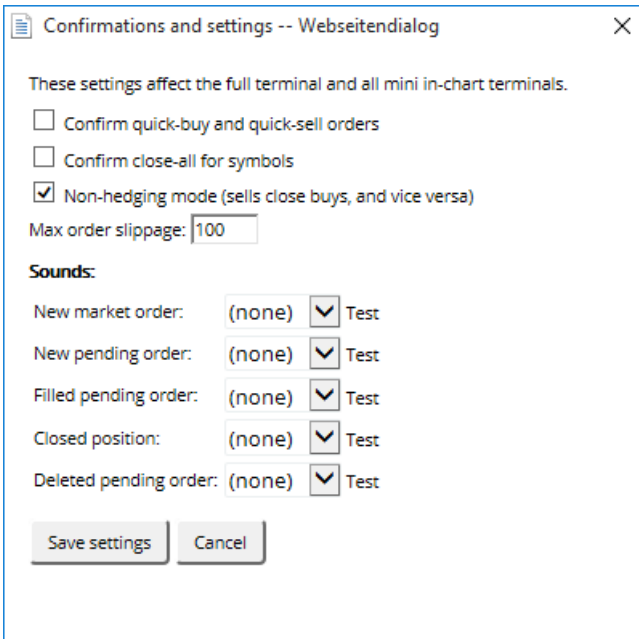 Confirmations and settings -- Webseitendialog
These settings affect the full terminal and all mini in-chart terminals.
Confirm quick-buy and quick-sell orders
Confirm close-all for symbols
Non-hedging mode (sells close buys, and vice versa)
Max order slippage: 100
Sounds:
New market order: (none) Test
New pending order: (none) Test
Filled pending order: (none) Test
Closed position: (none) Test
Deleted pending order: (none) Test
Save settings Cancel